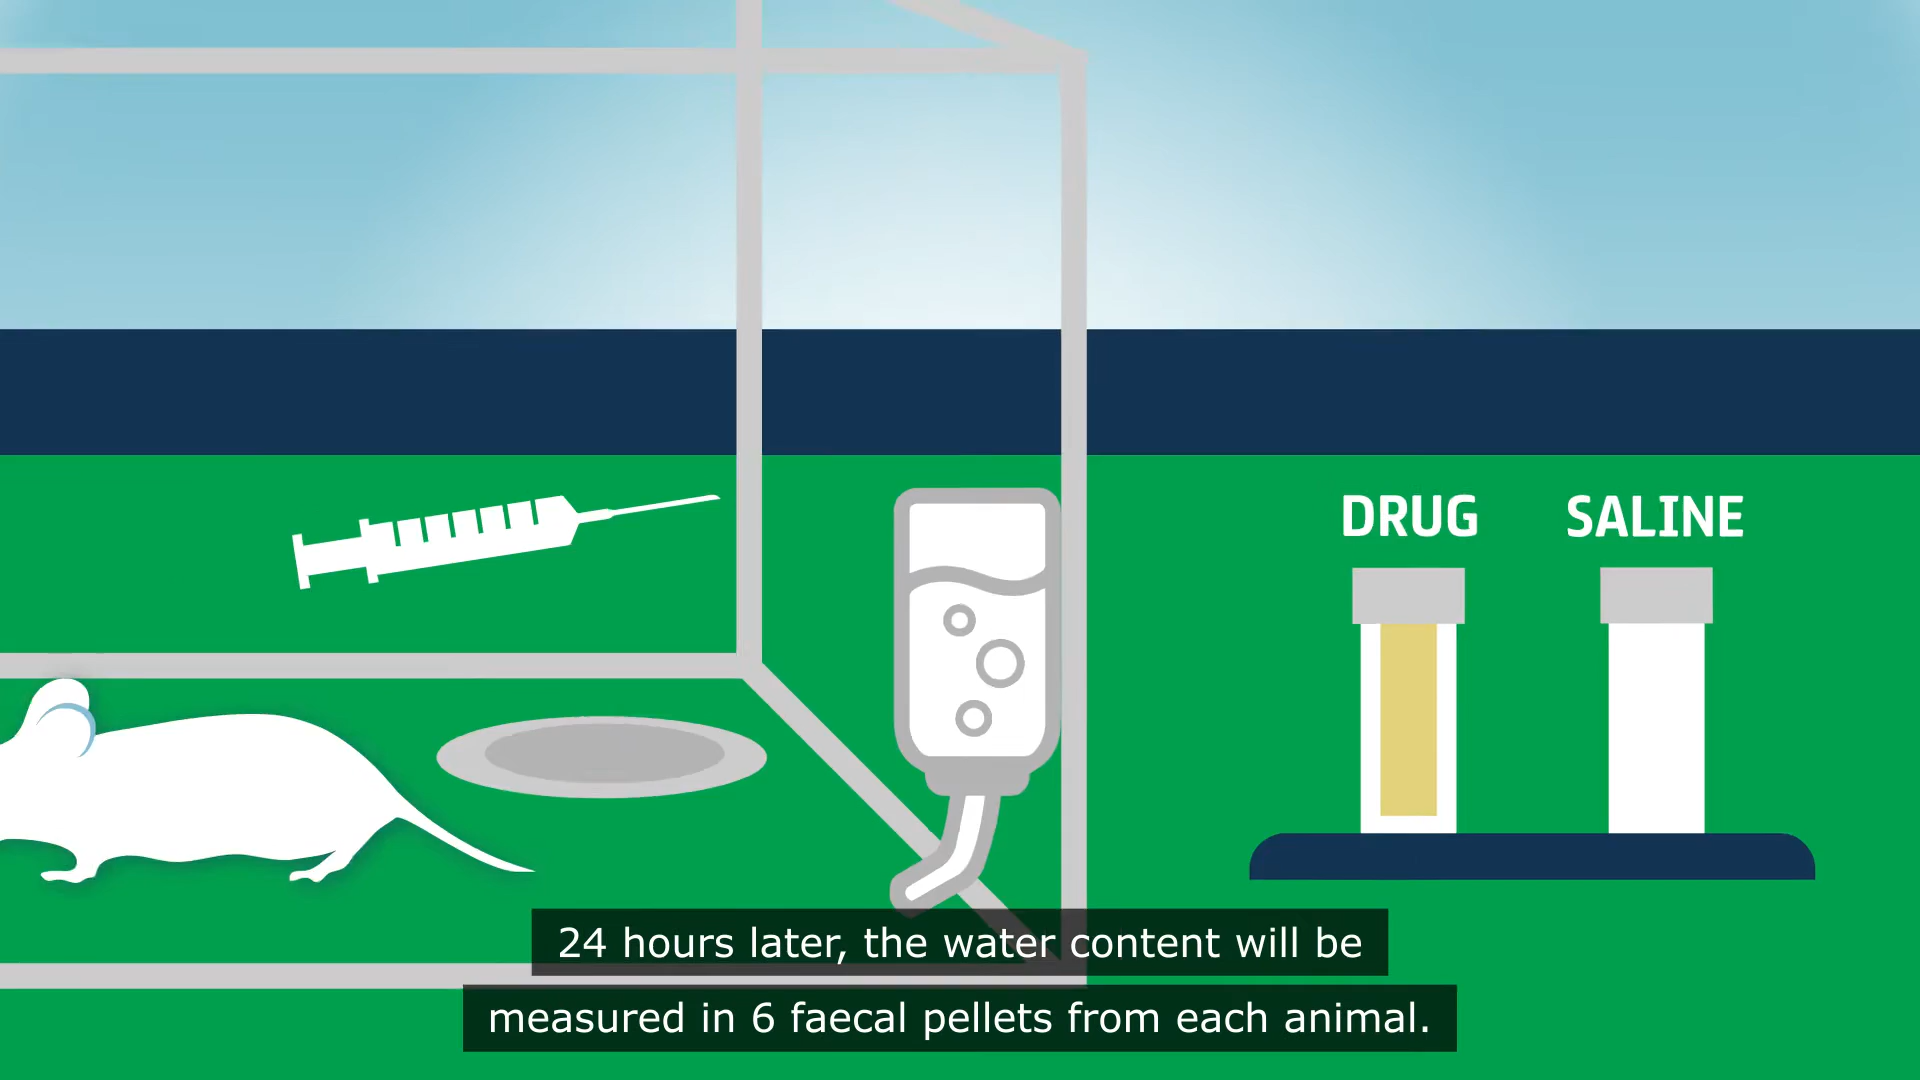 DRUG SALINE
24 hours later, the water content will be
measured in 6 faecal pellets from each animal.